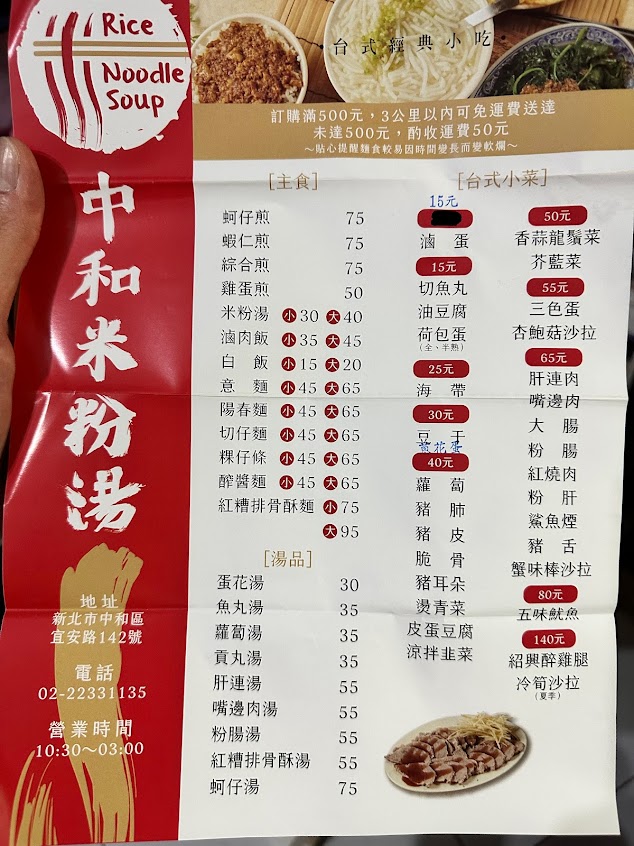 Rice
Noodle
Soup
中和米粉湯
地址
新北市中和區
宜安路142號
電話
02-22331135
營業時間
10:30～03:00
台式經典小吃
訂購滿500元，3公里以內可免運費送達
未達500元，酌收運費50元
～貼心提醒麵食較易因時間變長而變軟爛～
[主食]
蚵仔煎 75
蝦仁煎 75
綜合煎 75
雞蛋煎 50
米粉湯 小30 大40
滷肉飯 小35 大45
白飯 小15 大20
意麵 小45 大65
陽春麵 小45 大65
切仔麵 小45 大65
粿仔條 小45 大65
醡醬麵 小45 大65
紅糟排骨酥麵 小75
大95
[湯品]
蛋花湯 30
魚丸湯 35
蘿蔔湯 35
貢丸湯 35
肝連湯 55
嘴邊肉湯 55
粉腸湯 55
紅糟排骨酥湯 55
蚵仔湯 75
[台式小菜]
15元
滷蛋
15元
切魚丸
油豆腐
荷包蛋
(全、半熟)
25元
海帶
30元
豆干
黃花蛋
40元
蘿蔔
豬肺
豬皮
脆骨
豬耳朵
燙青菜
皮蛋豆腐
涼拌韭菜
50元
香蒜龍鬚菜
芥藍菜
55元
三色蛋
杏鮑菇沙拉
65元
肝連肉
嘴邊肉
大腸
粉腸
紅燒肉
粉肝
鯊魚煙
豬舌
蟹味棒沙拉
80元
五味魷魚
140元
紹興醉雞腿
冷筍沙拉
(夏季)